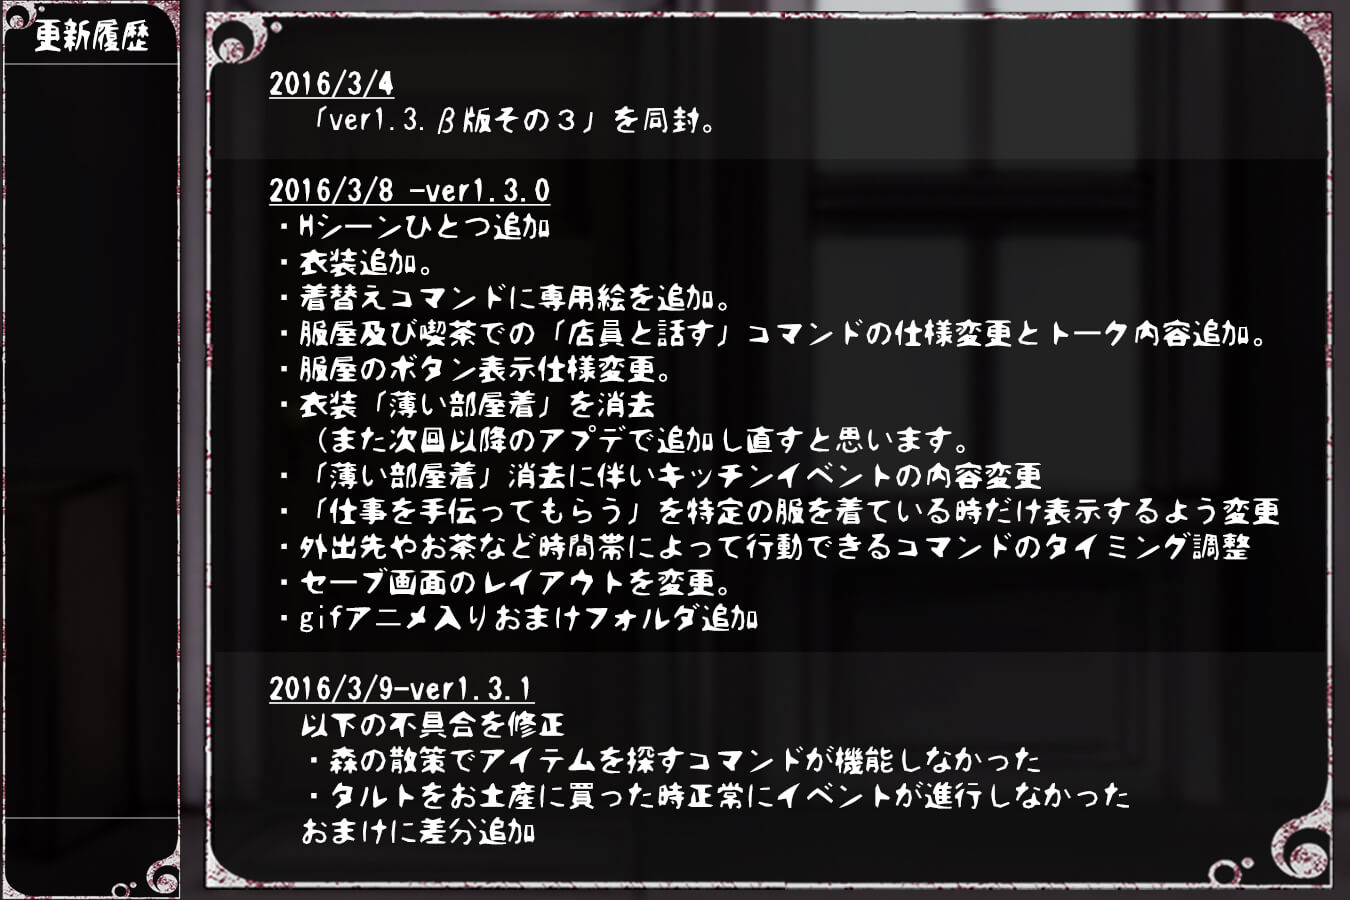 更新履歴
2016/3/4
「ver1.3.β版その３」を同封。
2016/3/8 -ver1.3.0
・Hシーンひとつ追加
・衣装追加。
・着替えコマンドに専用絵を追加。
・服屋及び喫茶での「店員と話す」コマンドの仕様変更とトーク内容追加。
・服屋のボタン表示仕様変更。
・衣装「薄い部屋着」を消去
（また次回以降のアプデで追加し直すと思います。
・「薄い部屋着」消去に伴いキッチンイベントの内容変更
・「仕事を手伝ってもらう」を特定の服を着ている時だけ表示するよう変更
・外出先やお茶など時間帯によって行動できるコマンドのタイミング調整
・セーブ画面のレイアウトを変更。
・gifアニメ入りおまけフォルダ追加
2016/3/9-ver1.3.1
以下の不具合を修正
・森の散策でアイテムを探すコマンドが機能しなかった
・タルトをお土産に買った時正常にイベントが進行しなかった
おまけに差分追加